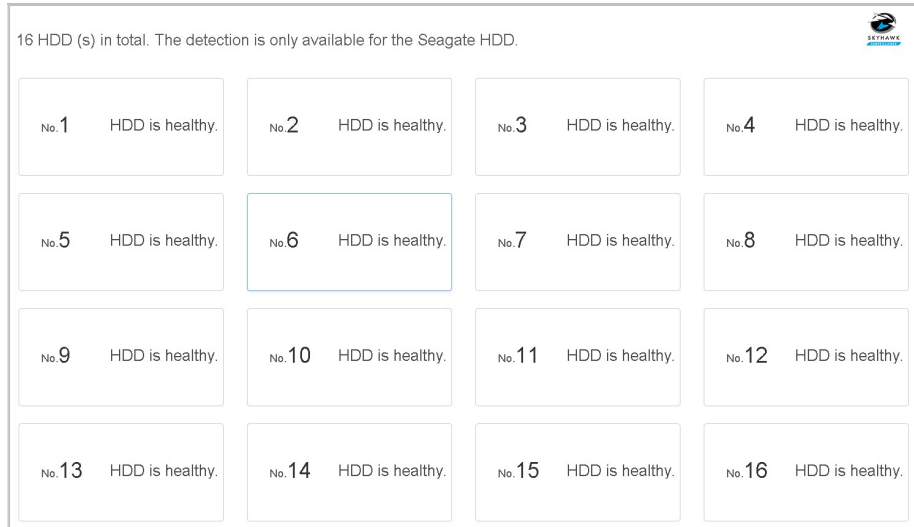 16 HDD (s) in total. The detection is only available for the Seagate HDD.
SKYHAWK
SURVEILLANCE
No.1 HDD is healthy.
No.2 HDD is healthy.
No.3 HDD is healthy.
No.4 HDD is healthy.
No.5 HDD is healthy.
No.6 HDD is healthy.
No.7 HDD is healthy.
No.8 HDD is healthy.
No.9 HDD is healthy.
No.10 HDD is healthy.
No.11 HDD is healthy.
No.12 HDD is healthy.
No.13 HDD is healthy.
No.14 HDD is healthy.
No.15 HDD is healthy.
No.16 HDD is healthy.